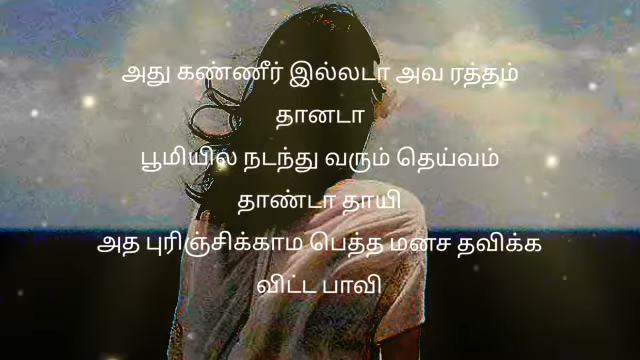 அது கண்ணீர் இல்லடா அவ ரத்தம்
தானடா
பூமியில நடந்து வரும் தெய்வம்
தாண்டா தாயி
அத புரிஞ்சிக்காம பெத்த மனச தவிக்க
விட்ட பாவி